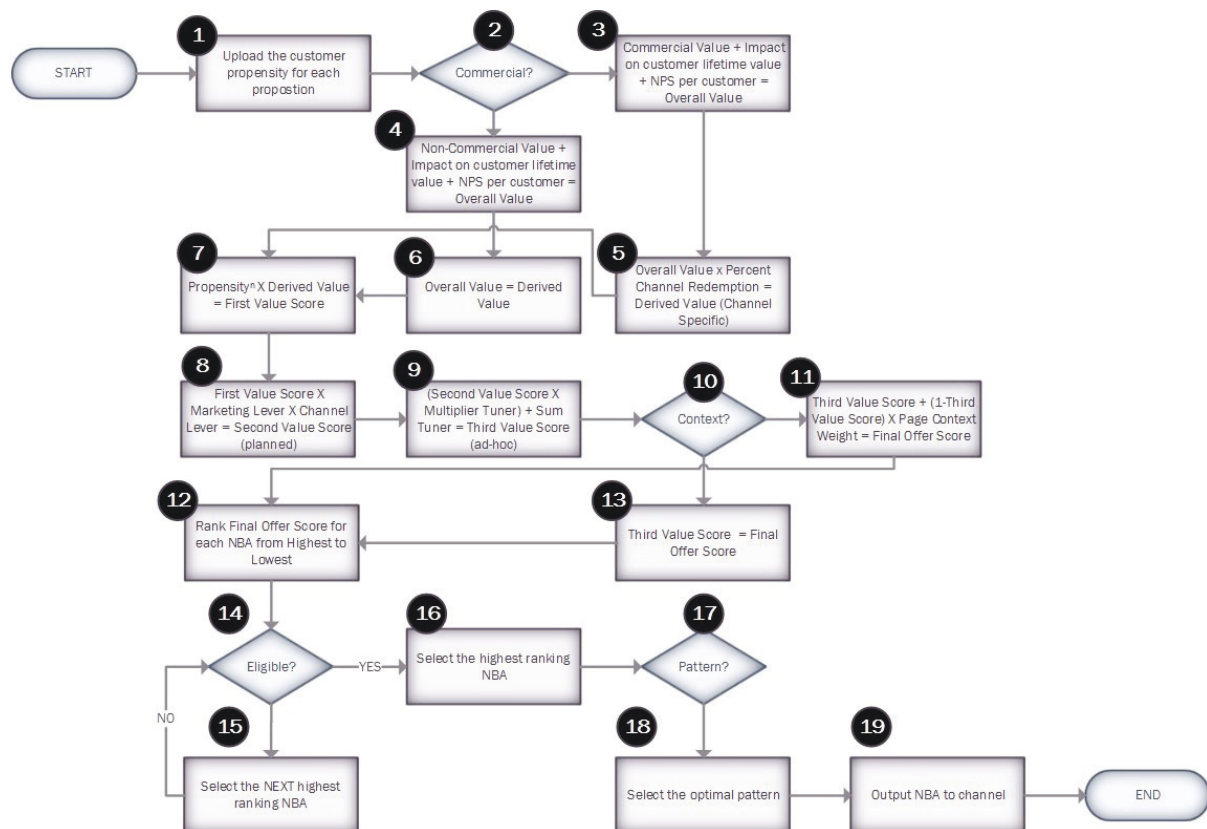 1
START
Upload the customer
propensity for each
propostion
2
Commercial?
3
Commercial Value + Impact
on customer lifetime value
+ NPS per customer =
Overall Value
4
Non-Commercial Value +
Impact on customer lifetime
value + NPS per customer =
Overall Value
7
Propensityⁿ X Derived Value
= First Value Score
6
Overall Value = Derived
Value
5
Overall Value x Percent
Channel Redemption =
Derived Value (Channel
Specific)
8
First Value Score X
Marketing Lever X Channel
Lever = Second Value Score
(planned)
9
(Second Value Score X
Multiplier Tuner) + Sum
Tuner = Third Value Score
(ad-hoc)
10
Context?
11
Third Value Score + (1-Third
Value Score) X Page Context
Weight = Final Offer Score
12
Rank Final Offer Score for
each NBA from Highest to
Lowest
13
Third Value Score = Final
Offer Score
14
Eligible?
YES
16
Select the highest ranking
NBA
17
Pattern?
NO
15
Select the NEXT highest
ranking NBA
18
Select the optimal pattern
19
Output NBA to channel
END